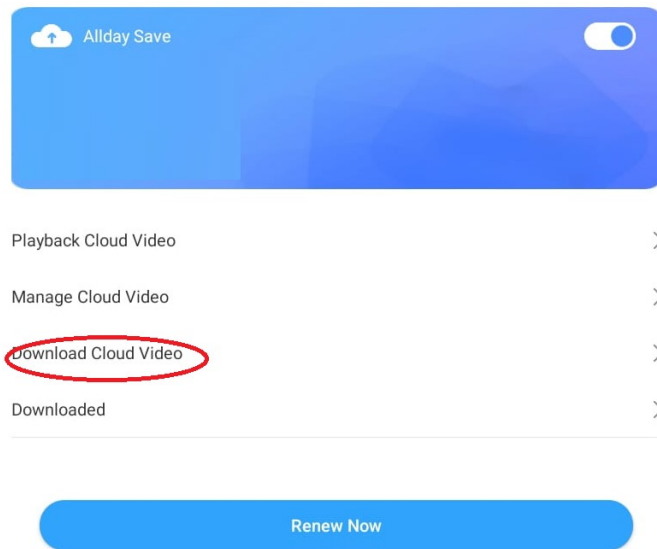 Allday Save
Playback Cloud Video
Manage Cloud Video
Download Cloud Video
Downloaded
Renew Now